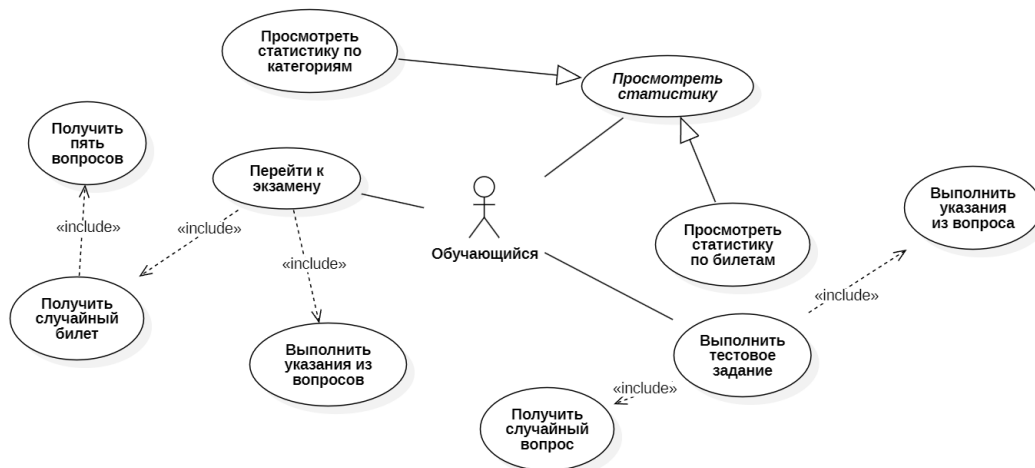 Просмотреть
статистику по
категориям
Просмотреть
статистику
Получить
пять
вопросов
Перейти к
экзамену
«include»
«include»
«include»
Обучающийся
Просмотреть
статистику
по билетам
Выполнить
указания
из вопроса
«include»
Получить
случайный
билет
Выполнить
указания из
вопросов
Выполнить
тестовое
задание
«include»
Получить
случайный
вопрос